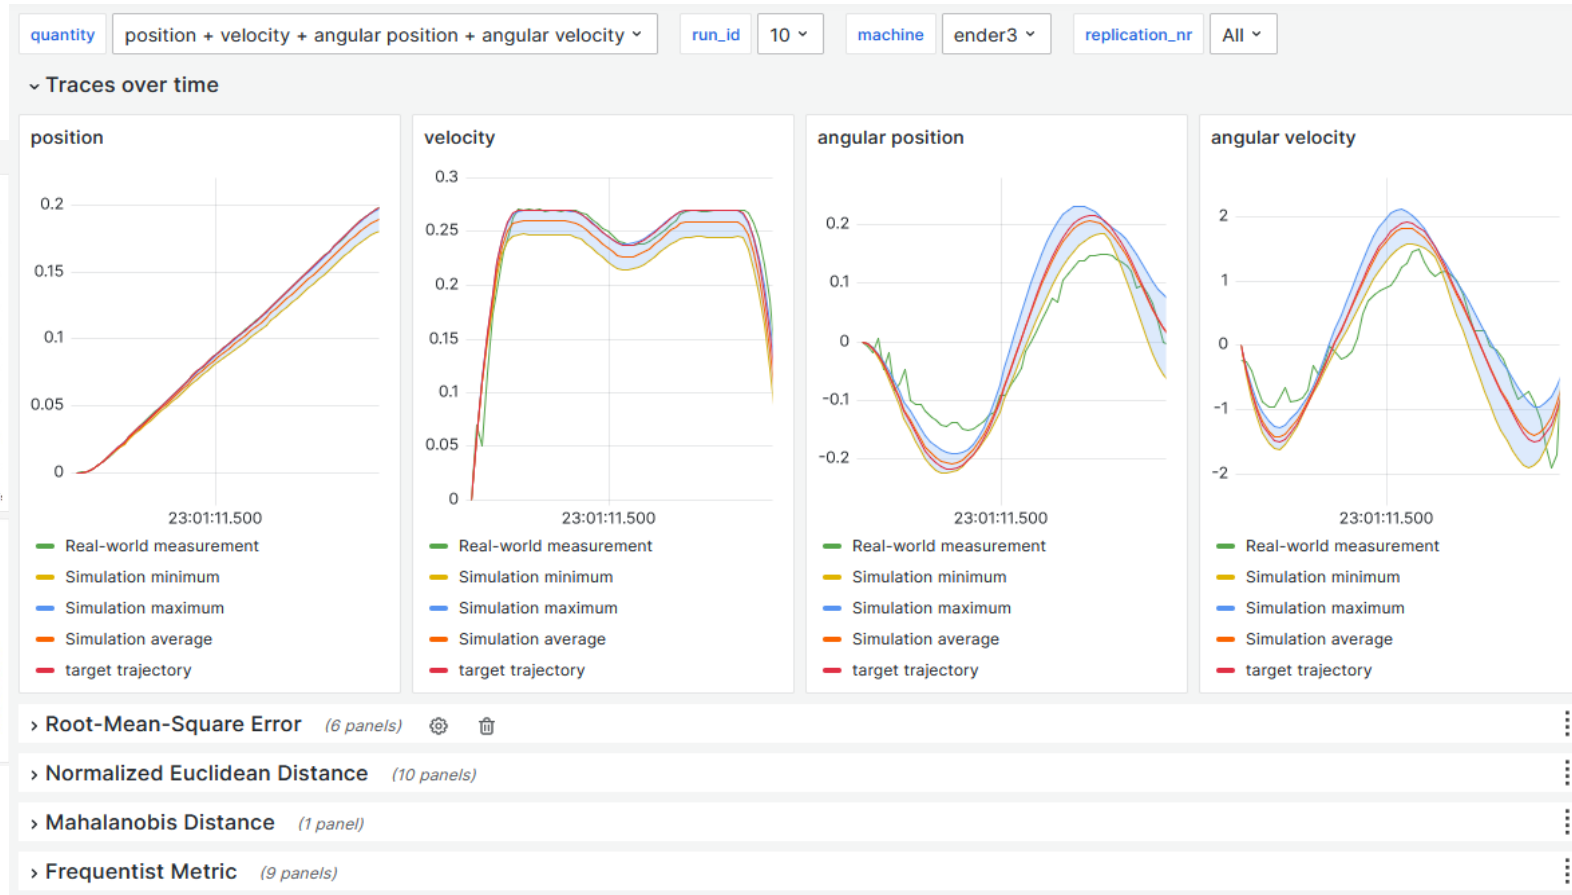 quantity position + velocity + angular position + angular velocity run_id 10 machine ender3 replication_nr All
Traces over time
position
0.2
0.15
0.1
0.05
0
23:01:11.500
Real-world measurement
Simulation minimum
Simulation maximum
Simulation average
target trajectory
velocity
0.3
0.25
0.2
0.15
0.1
0.05
0
23:01:11.500
Real-world measurement
Simulation minimum
Simulation maximum
Simulation average
target trajectory
angular position
0.2
0.1
0
-0.1
-0.2
23:01:11.500
Real-world measurement
Simulation minimum
Simulation maximum
Simulation average
target trajectory
angular velocity
2
1
0
-1
-2
23:01:11.500
Real-world measurement
Simulation minimum
Simulation maximum
Simulation average
target trajectory
Root-Mean-Square Error (6 panels)
Normalized Euclidean Distance (10 panels)
Mahalanobis Distance (1 panel)
Frequentist Metric (9 panels)